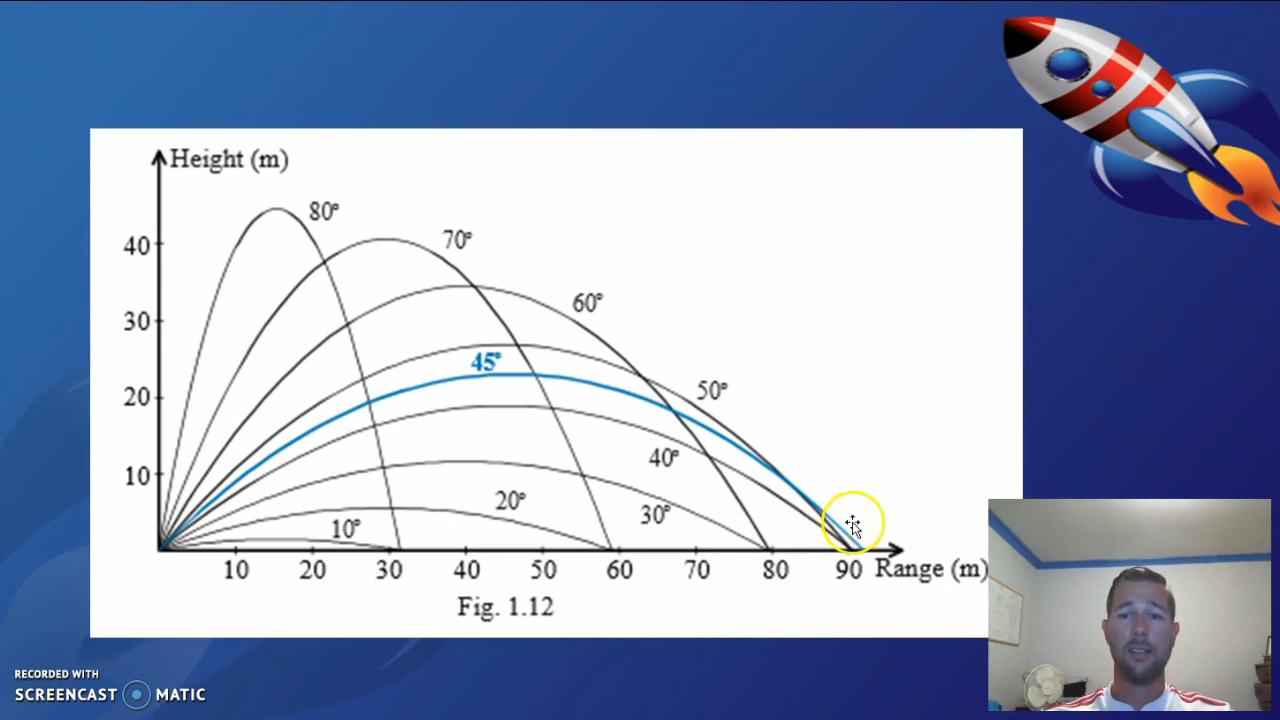 Height (m)
80°
70°
40
60°
30
45°
50°
20
40°
10
20°
30°
10°
10 20 30 40 50 60 70 80 90 Range (m)
Fig. 1.12
RECORDED WITH
SCREENCAST MATIC